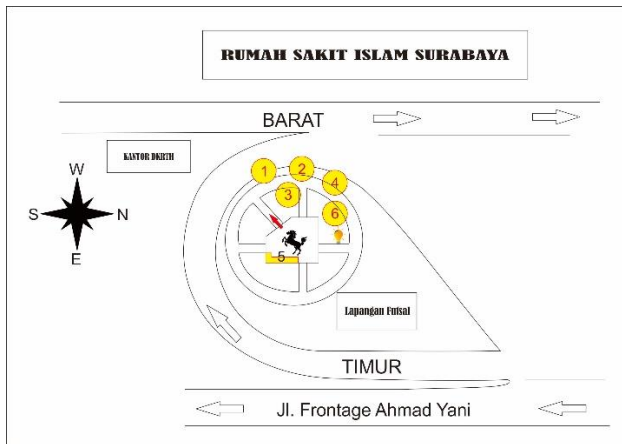 RUMAH SAKIT ISLAM SURABAYA
BARAT
KANTOR DKRTH
W
S
N
E
1
2
4
3
6
5
Lapangan Futsal
TIMUR
Jl. Frontage Ahmad Yani